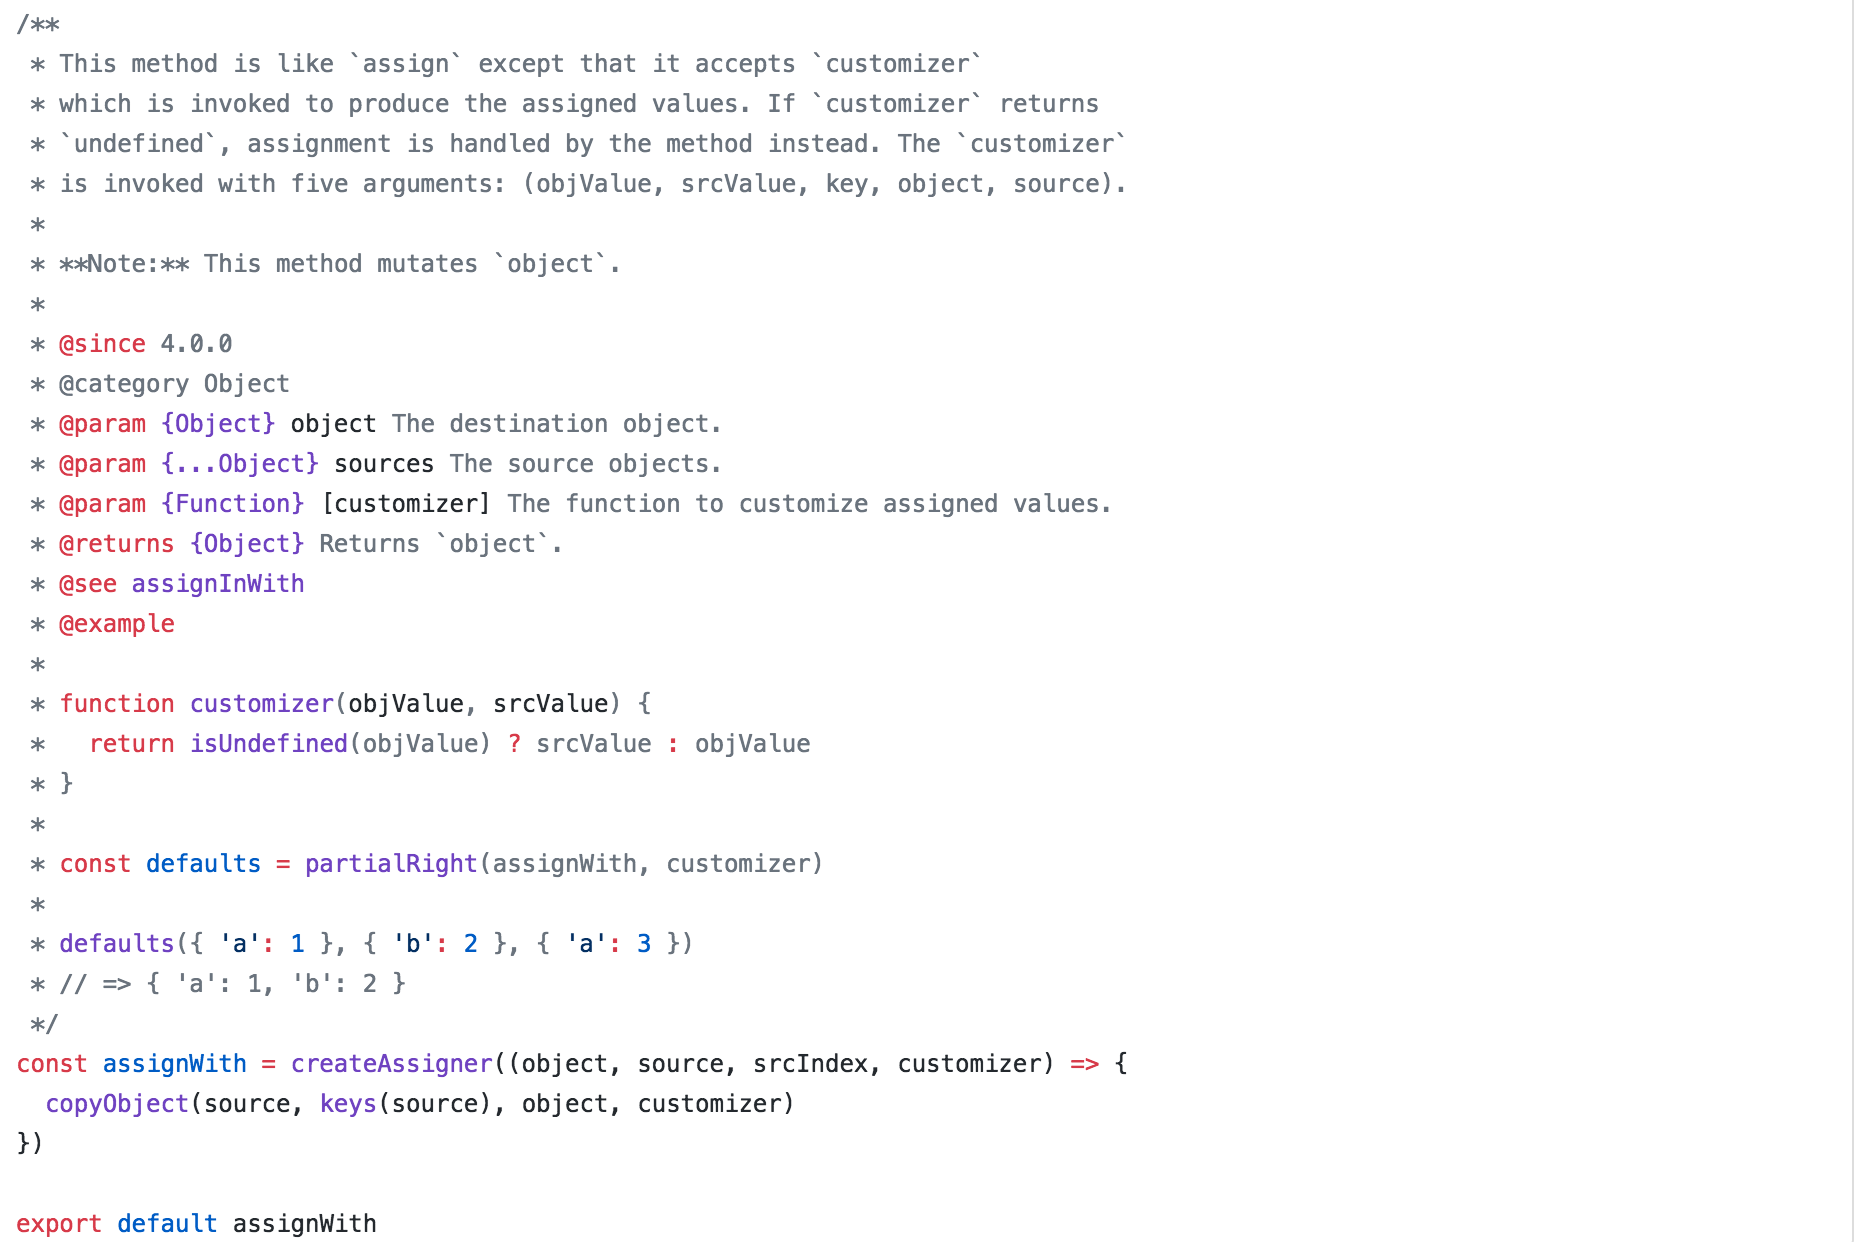 /**
 * This method is like `assign` except that it accepts `customizer`
 * which is invoked to produce the assigned values. If `customizer` returns
 * `undefined`, assignment is handled by the method instead. The `customizer`
 * is invoked with five arguments: (objValue, srcValue, key, object, source).
 *
 * **Note:** This method mutates `object`.
 *
 * @since 4.0.0
 * @category Object
 * @param {Object} object The destination object.
 * @param {...Object} sources The source objects.
 * @param {Function} [customizer] The function to customize assigned values.
 * @returns {Object} Returns `object`.
 * @see assignInWith
 * @example
 *
 * function customizer(objValue, srcValue) {
 *   return isUndefined(objValue) ? srcValue : objValue
 * }
 *
 * const defaults = partialRight(assignWith, customizer)
 *
 * defaults({ 'a': 1 }, { 'b': 2 }, { 'a': 3 })
 * // => { 'a': 1, 'b': 2 }
 */
const assignWith = createAssigner((object, source, srcIndex, customizer) => {
  copyObject(source, keys(source), object, customizer)
})

export default assignWith